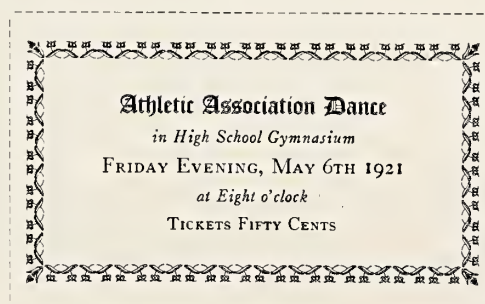 Athletic Association Dance
in High School Gymnasium
FRIDAY EVENING, MAY 6TH 1921
at Eight o'clock
TICKETS FIFTY CENTS